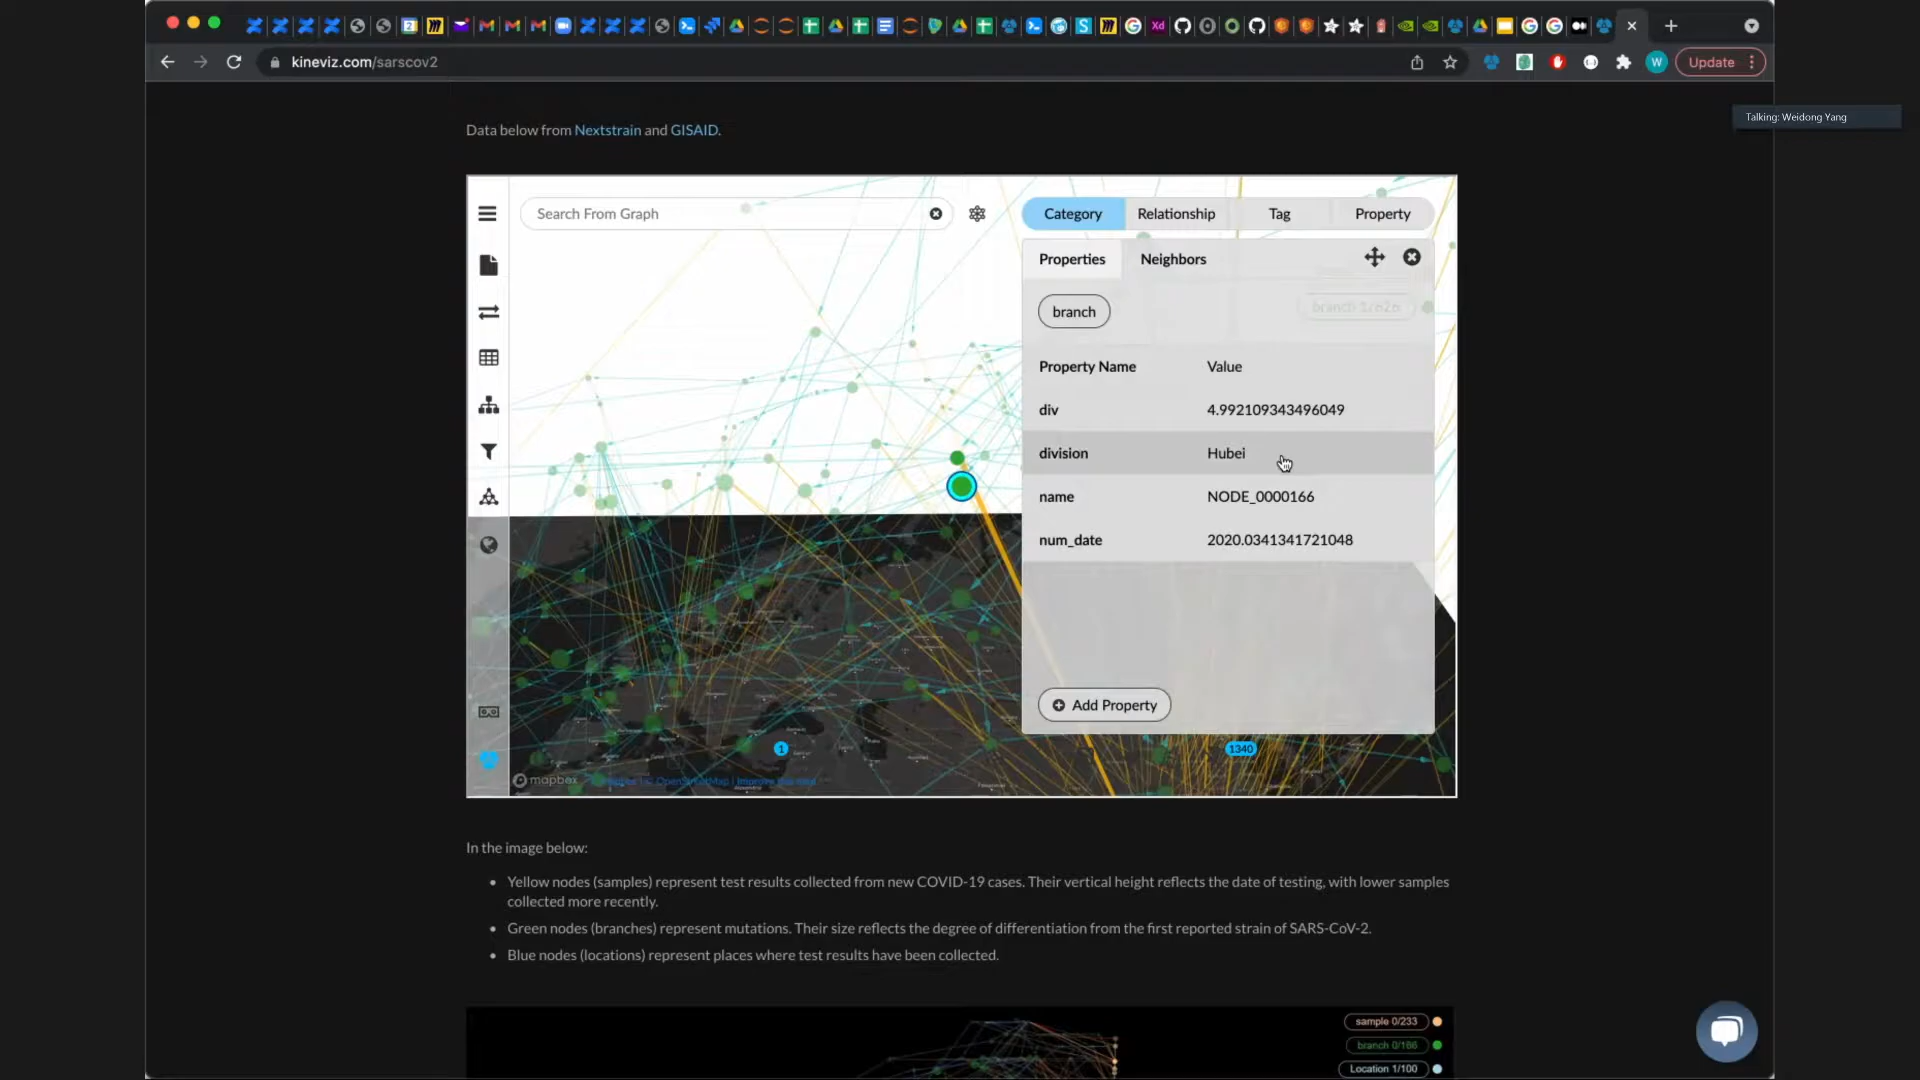 kineviz.com/sarscov2
W
Update
Talking: Weidong Yang
Data below from Nextstrain and GISAID.
Search From Graph
Category
Relationship
Tag
Property
Properties
Neighbors
branch
branch 1/626
Property Name
Value
div
4.992109343496049
division
Hubei
name
NODE_0000166
num_date
2020.0341341721048
Add Property
1
1340
mapbox
© OpenStreetMap
In the image below:
Yellow nodes (samples) represent test results collected from new COVID-19 cases. Their vertical height reflects the date of testing, with lower samples
collected more recently.
Green nodes (branches) represent mutations. Their size reflects the degree of differentiation from the first reported strain of SARS-CoV-2.
Blue nodes (locations) represent places where test results have been collected.
sample 0/233
branch 0/166
Location 1/100